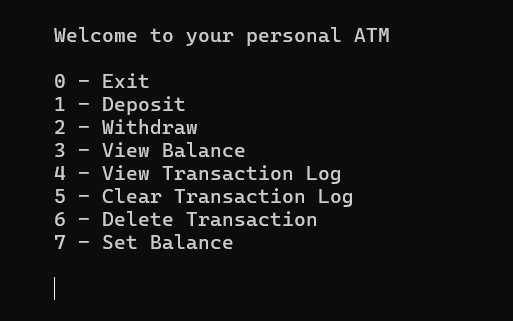 Welcome to your personal ATM
0 - Exit
1 - Deposit
2 - Withdraw
3 - View Balance
4 - View Transaction Log
5 - Clear Transaction Log
6 - Delete Transaction
7 - Set Balance